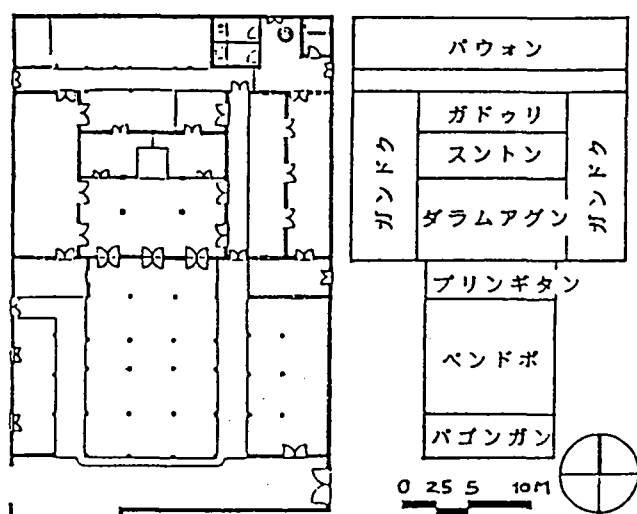 パウォン
ガドゥリ
スントン
ガンドク
ダラムアグン
ガンドク
プリンギタン
ペンドポ
パゴンガン
0 25 5 10M